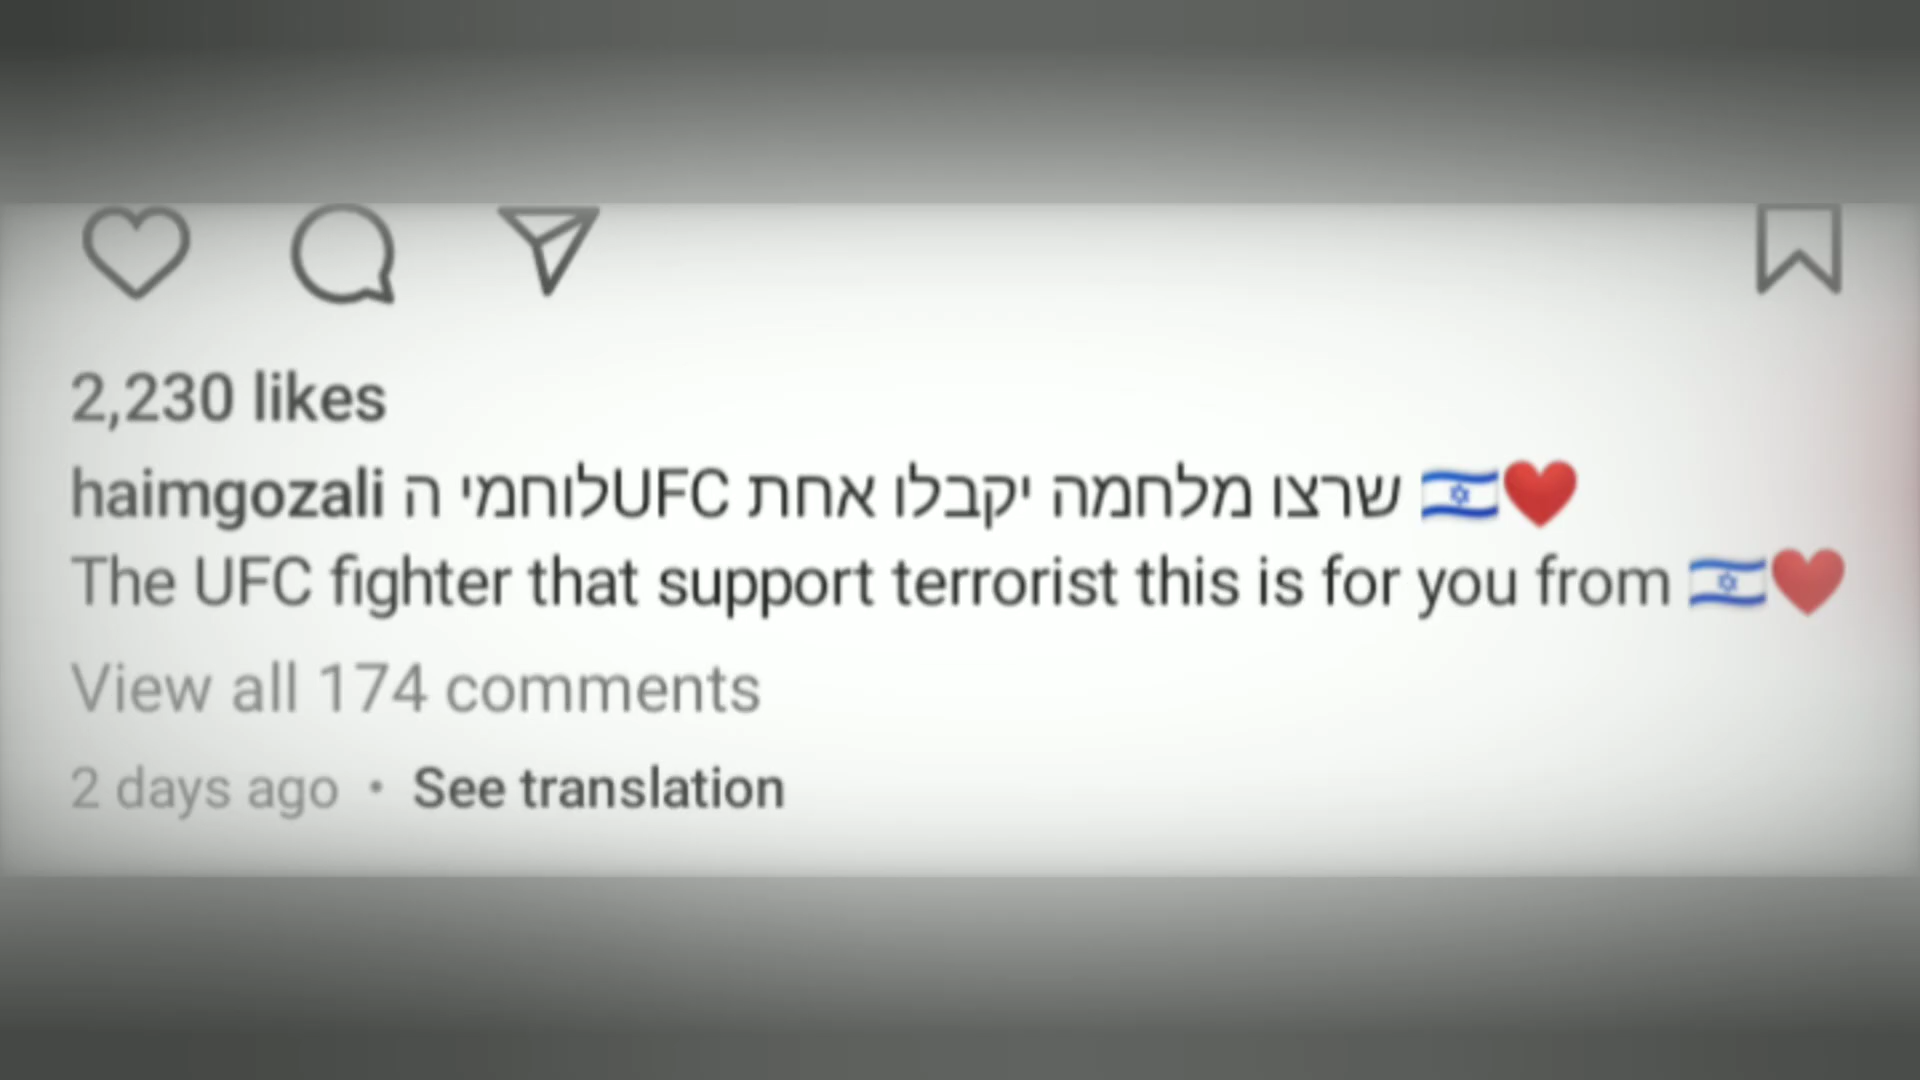 2,230 likes
haimgozali לוחמי הUFC שרצו מלחמה יקבלו אחת 🇮🇱❤️
The UFC fighter that support terrorist this is for you from 🇮🇱❤️
View all 174 comments
2 days ago • See translation